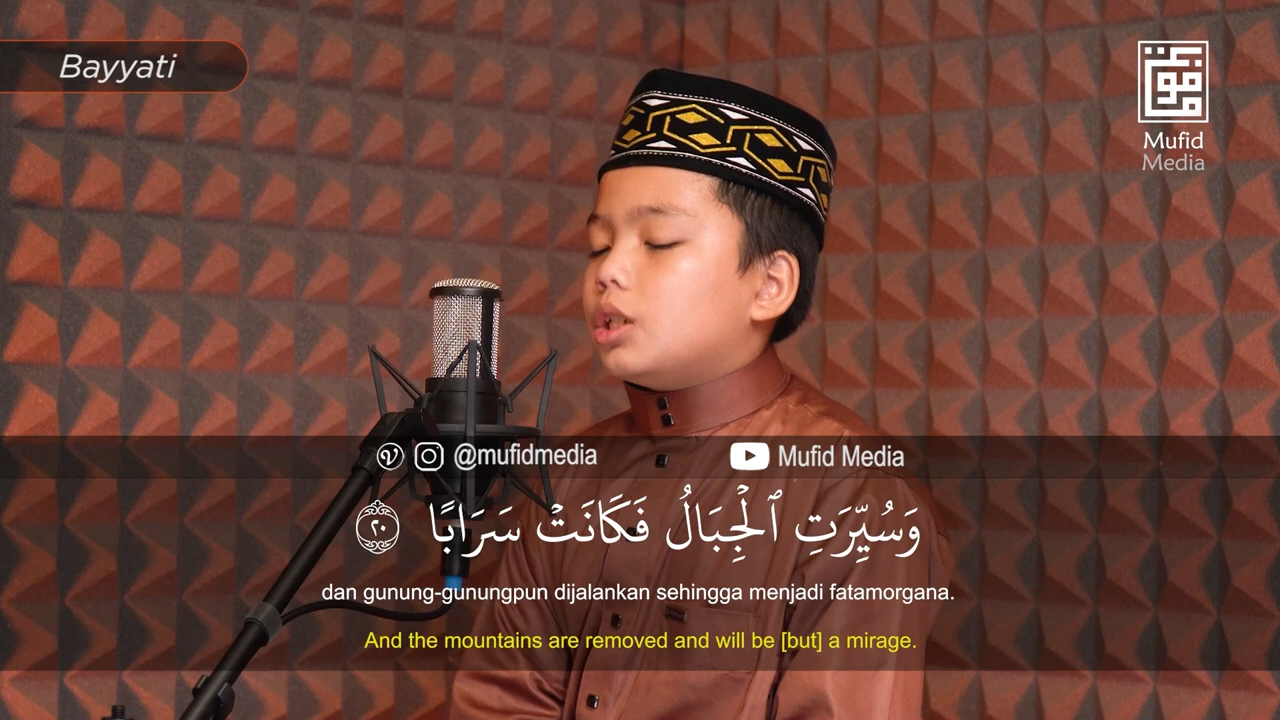 Bayyati
مفيد
Mufid
Media
@mufidmedia
Mufid Media
وَسُيِّرَتِ ٱلْجِبَالُ فَكَانَتْ سَرَابًا ٢٠
dan gunung-gunungpun dijalankan sehingga menjadi fatamorgana.
And the mountains are removed and will be [but] a mirage.